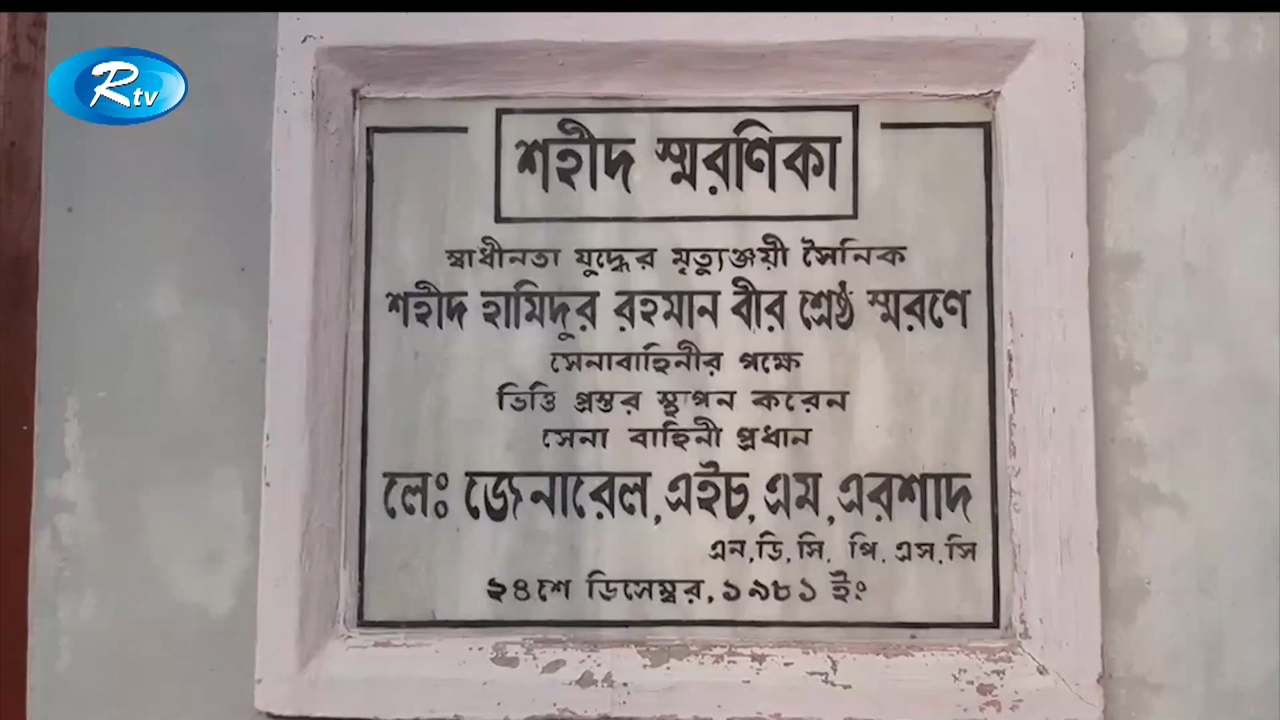 Rtv
শহীদ স্মরণিকা
স্বাধীনতা যুদ্ধের মৃত্যুঞ্জয়ী সৈনিক
শহীদ হামিদুর রহমান বীর শ্রেষ্ঠ স্মরণে
সেনাবাহিনীর পক্ষে
ভিত্তি প্রস্তর স্থাপন করেন
সেনা বাহিনী প্রধান
লেঃ জেনারেল,এইচ,এম,এরশাদ
এন,ডি,সি, পি,এস,সি
২৪শে ডিসেম্বর,১৯৮১ ইং